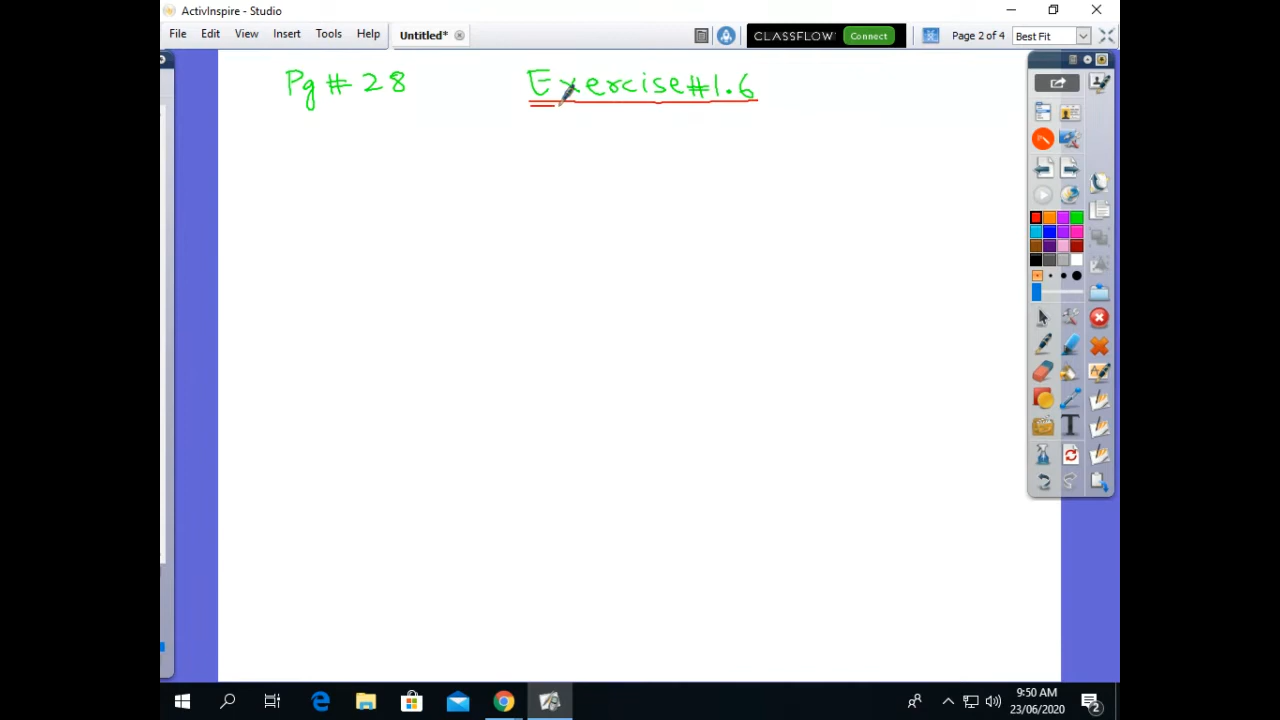 ActivInspire - Studio
File Edit View Insert Tools Help Untitled* CLASSFLOW Connect Page 2 of 4 Best Fit
Pg # 28 Exercise#1.6
9:50 AM
23/06/2020
2